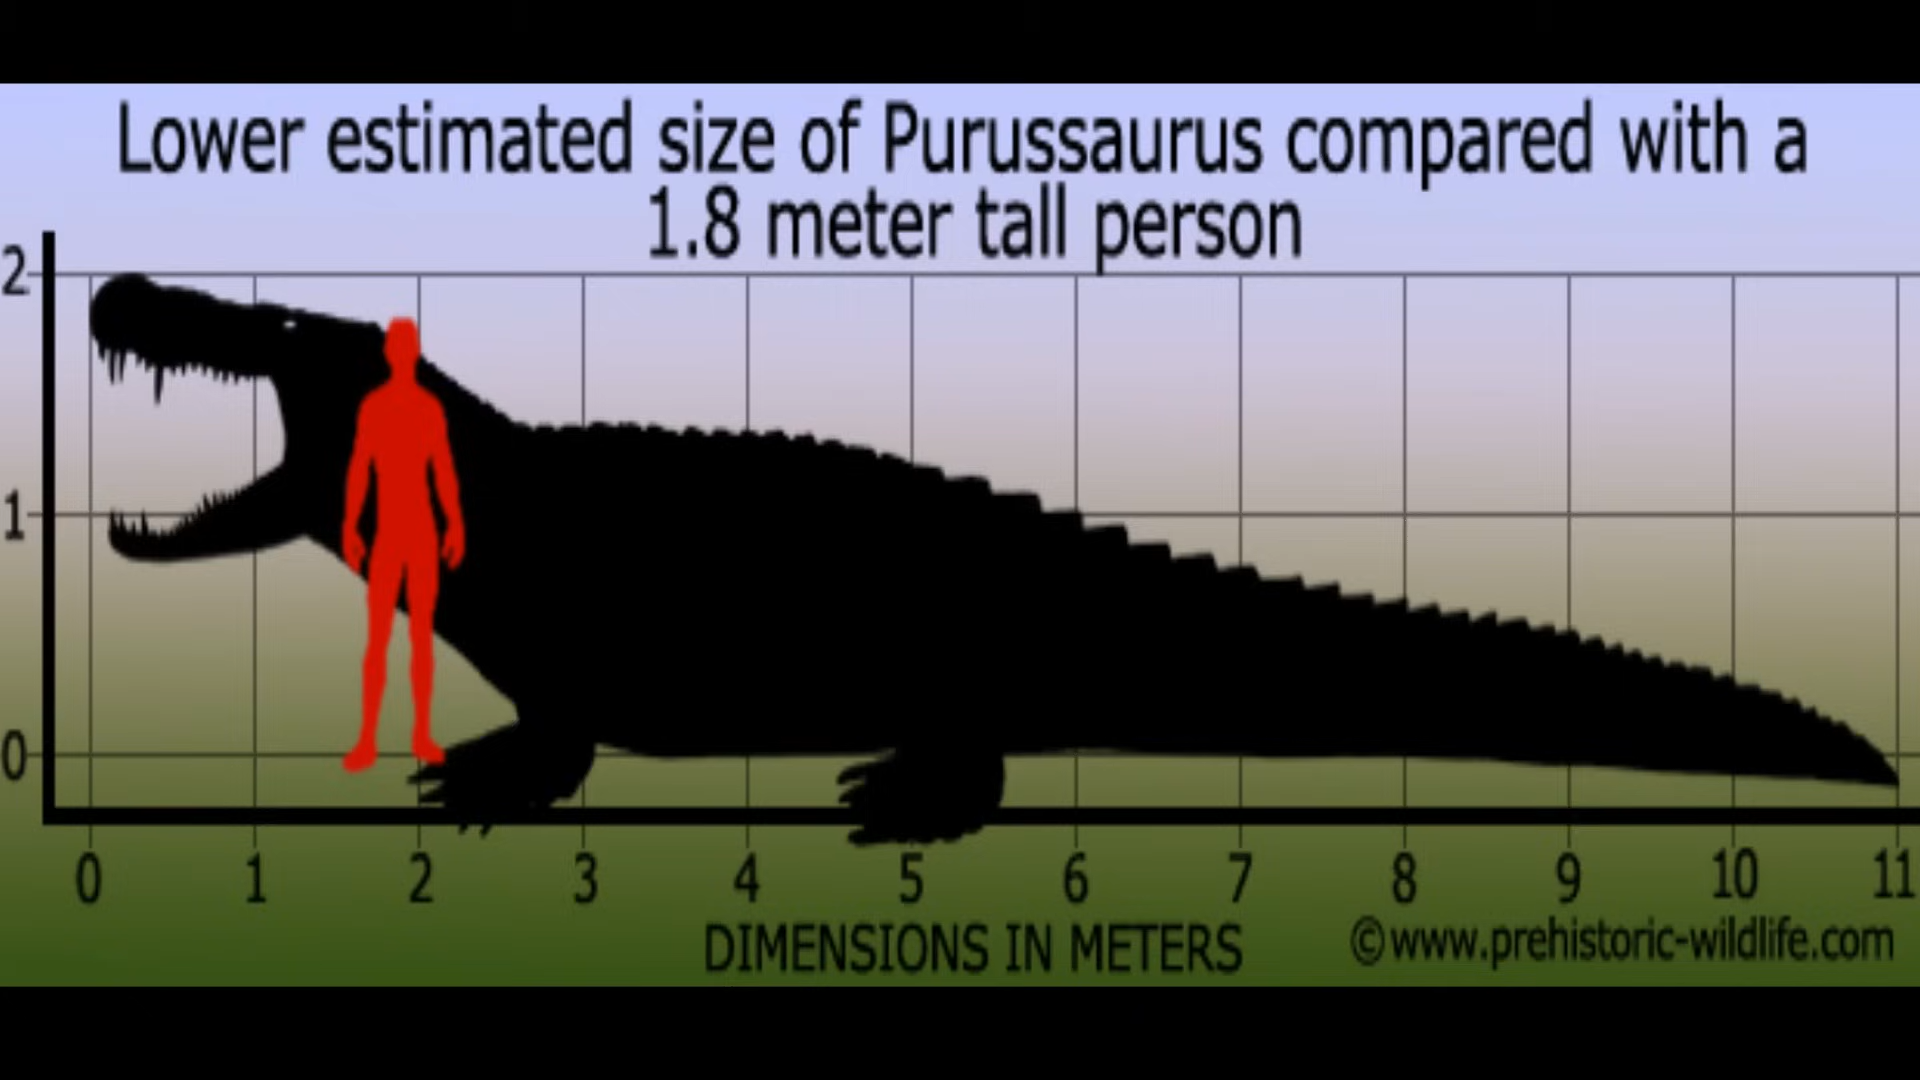 Lower estimated size of Purussaurus compared with a
1.8 meter tall person
2
1
0
0 1 2 3 4 5 6 7 8 9 10 11
DIMENSIONS IN METERS
©www.prehistoric-wildlife.com